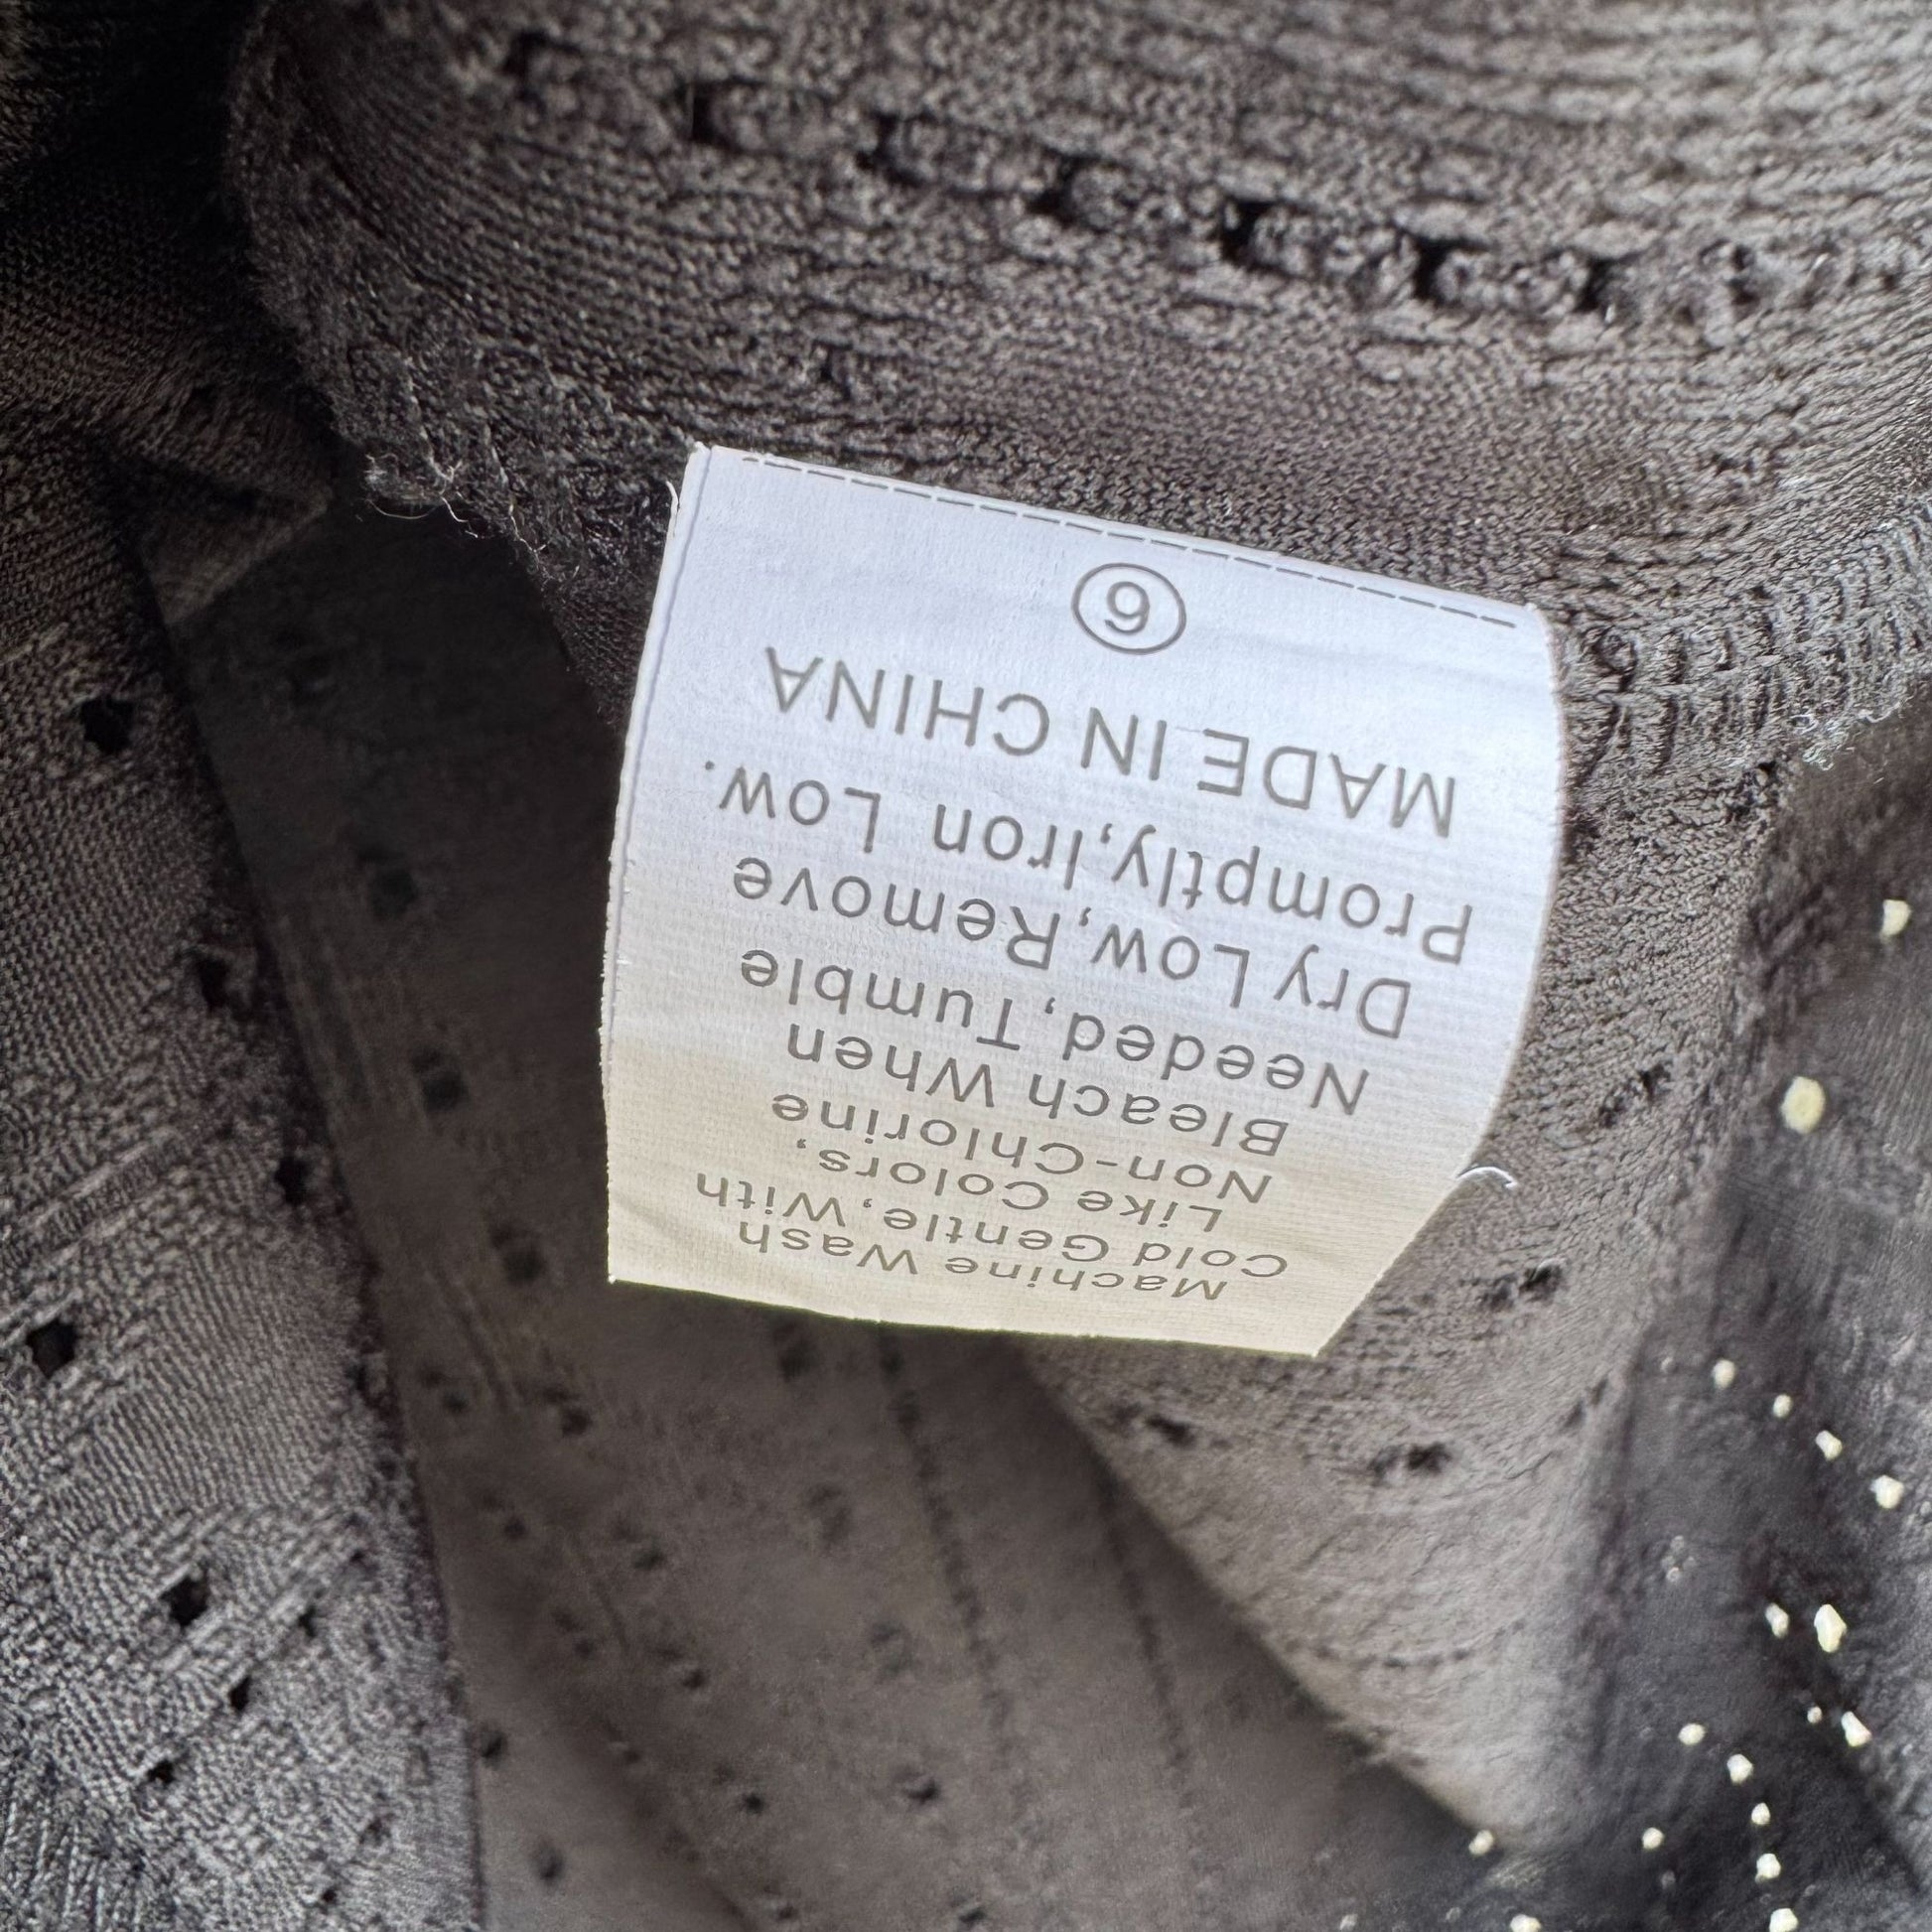 Machine Wash
Cold Gentle,With
Like Colors,
Non-Chlorine
Bleach When
Needed,Tumble
Dry Low,Remove
Promptly,Iron Low.
MADE IN CHINA
6